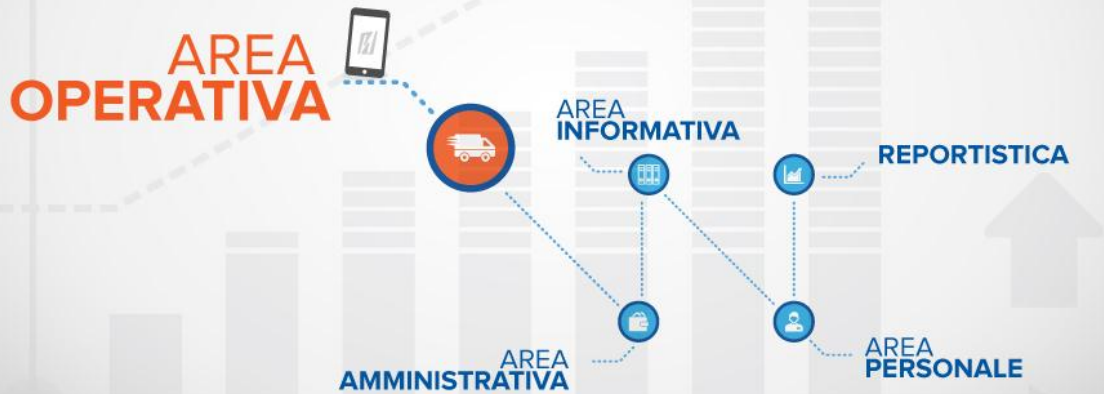 AREA
OPERATIVA
AREA
INFORMATIVA
REPORTISTICA
AREA
AMMINISTRATIVA
AREA
PERSONALE